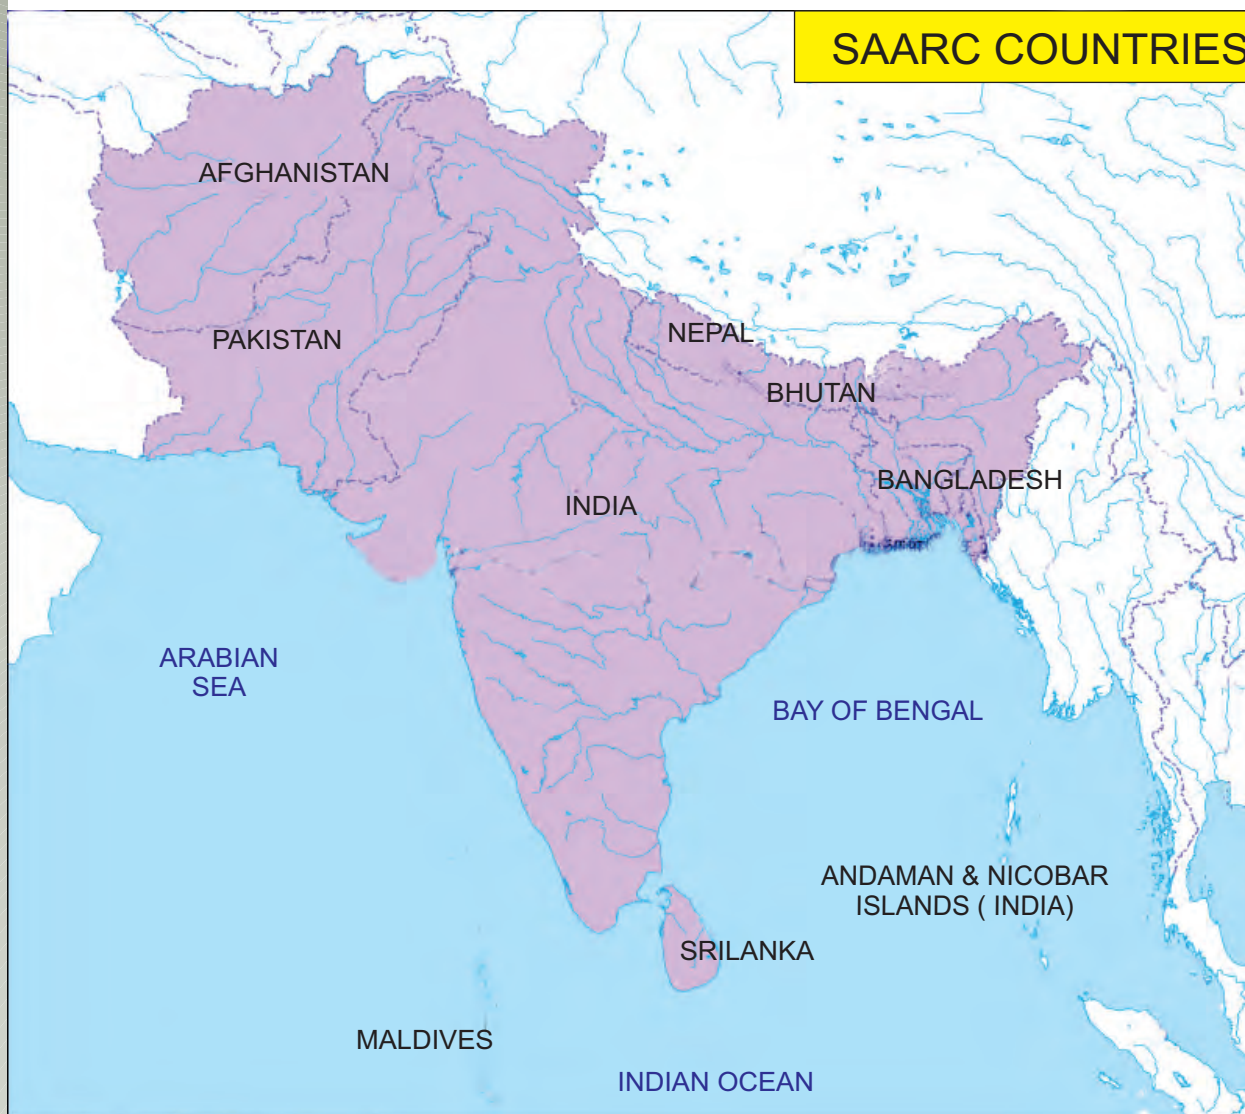 SAARC COUNTRIES
AFGHANISTAN
PAKISTAN
NEPAL
BHUTAN
BANGLADESH
INDIA
ARABIAN
SEA
BAY OF BENGAL
ANDAMAN & NICOBAR
ISLANDS ( INDIA)
SRILANKA
MALDIVES
INDIAN OCEAN